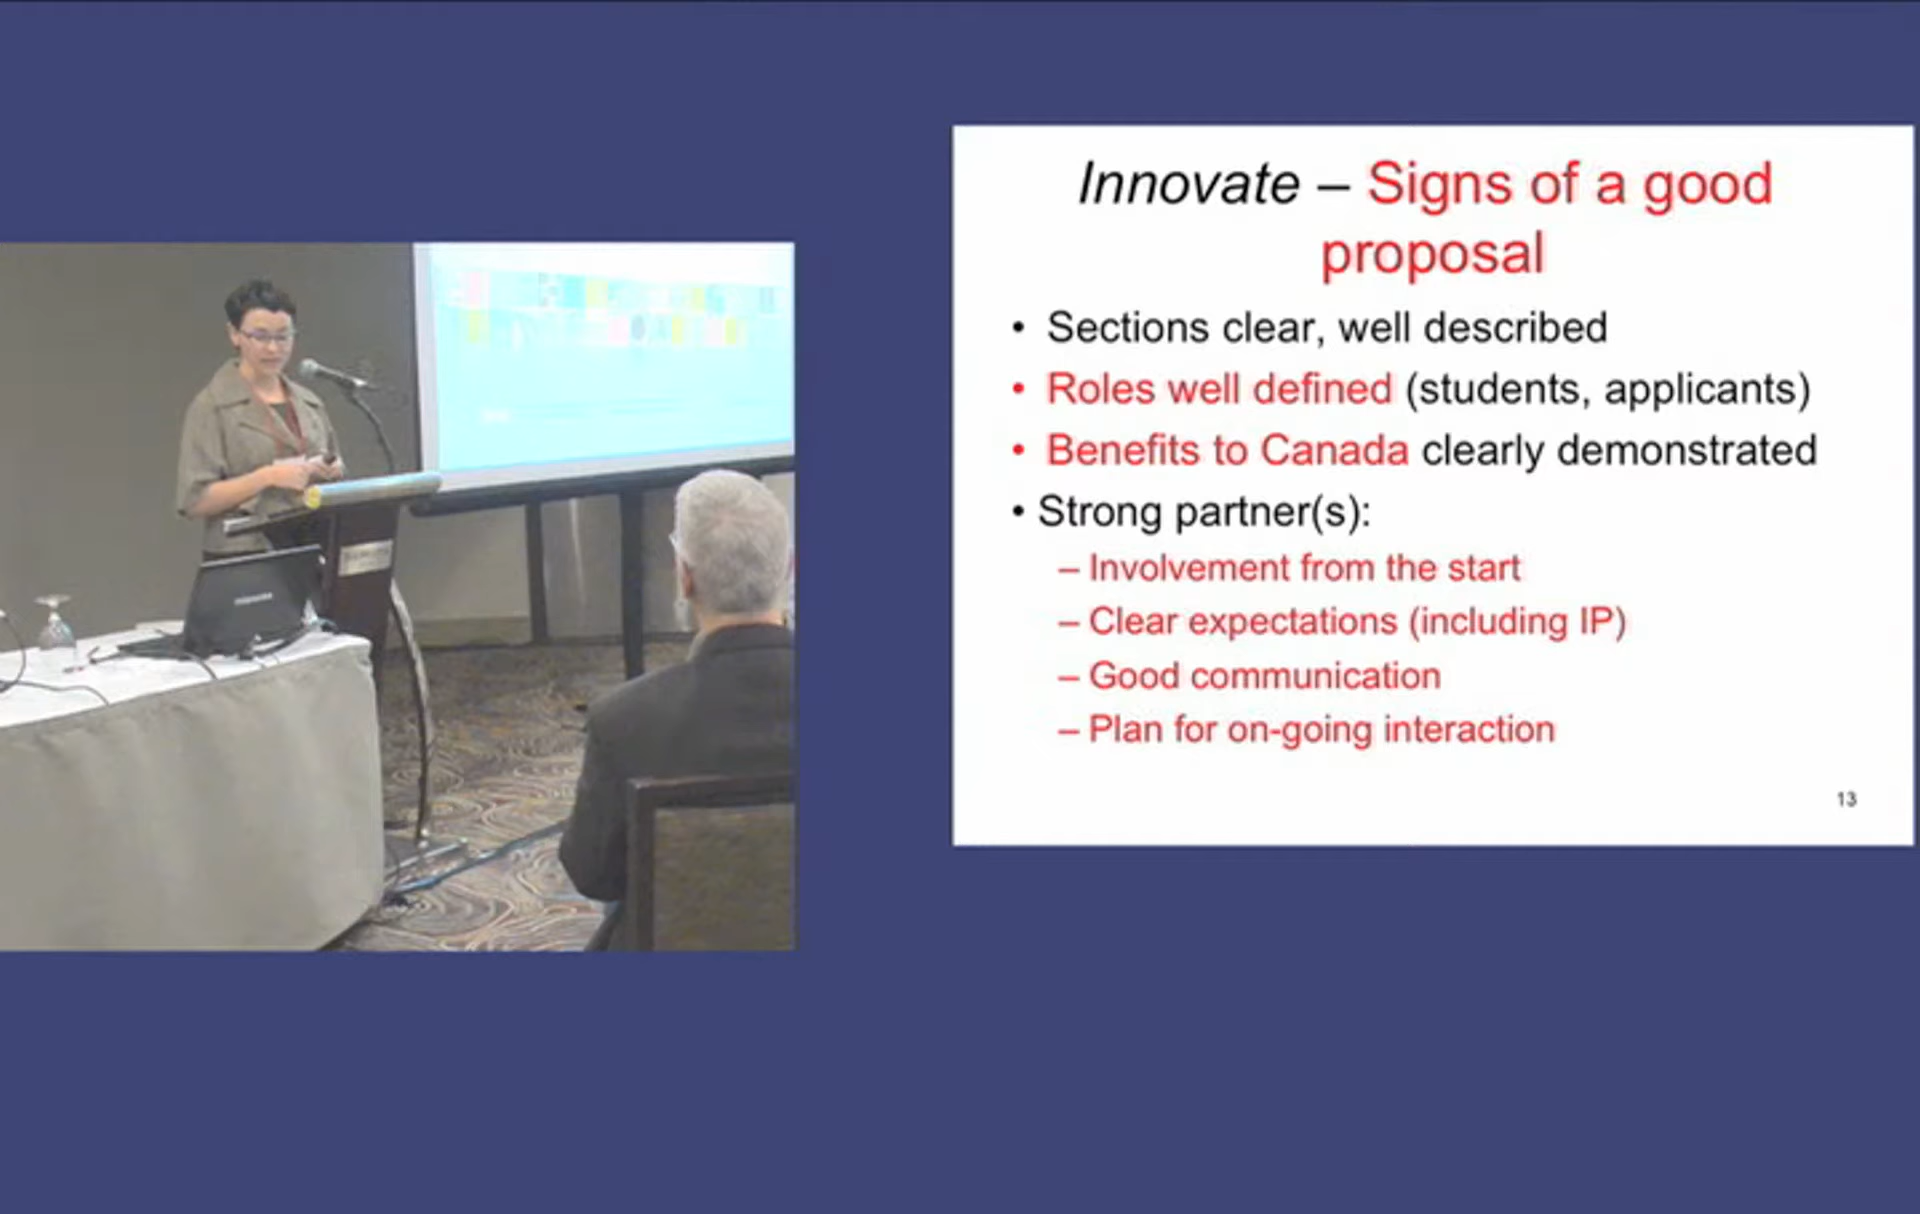 Innovate – Signs of a good
proposal
• Sections clear, well described
• Roles well defined (students, applicants)
• Benefits to Canada clearly demonstrated
• Strong partner(s):
– Involvement from the start
– Clear expectations (including IP)
– Good communication
– Plan for on-going interaction
13